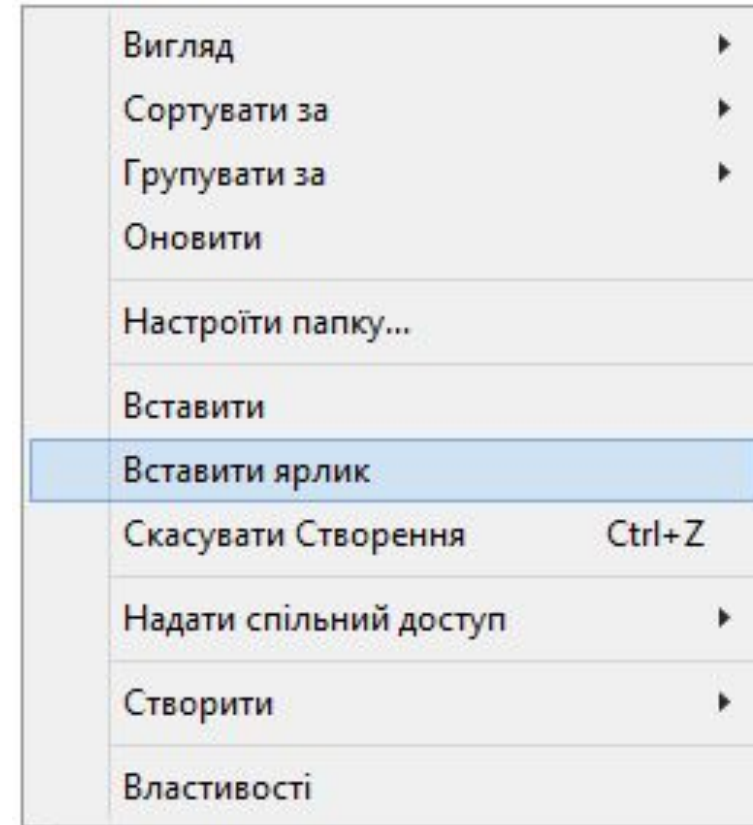 Вигляд
Сортувати за
Групувати за
Оновити
Настроїти папку...
Вставити
Вставити ярлик
Скасувати Створення Ctrl+Z
Надати спільний доступ
Створити
Властивості